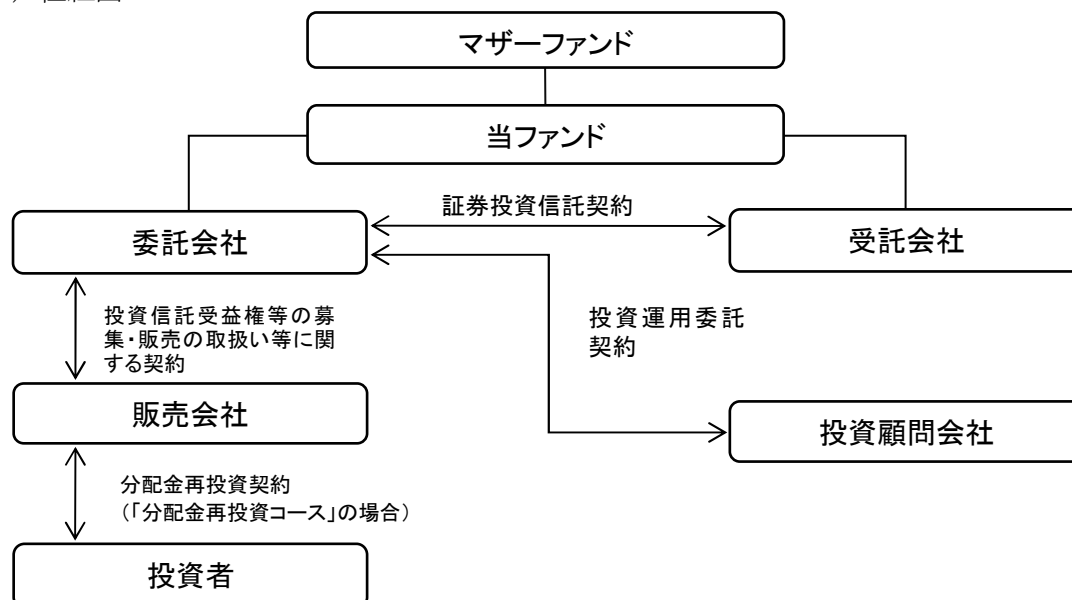 マザーファンド
当ファンド
証券投資信託契約
委託会社
受託会社
投資信託受益権等の募
集・販売の取扱い等に関
する契約
投資運用委託
契約
販売会社
投資顧問会社
分配金再投資契約
(「分配金再投資コース」の場合)
投資者